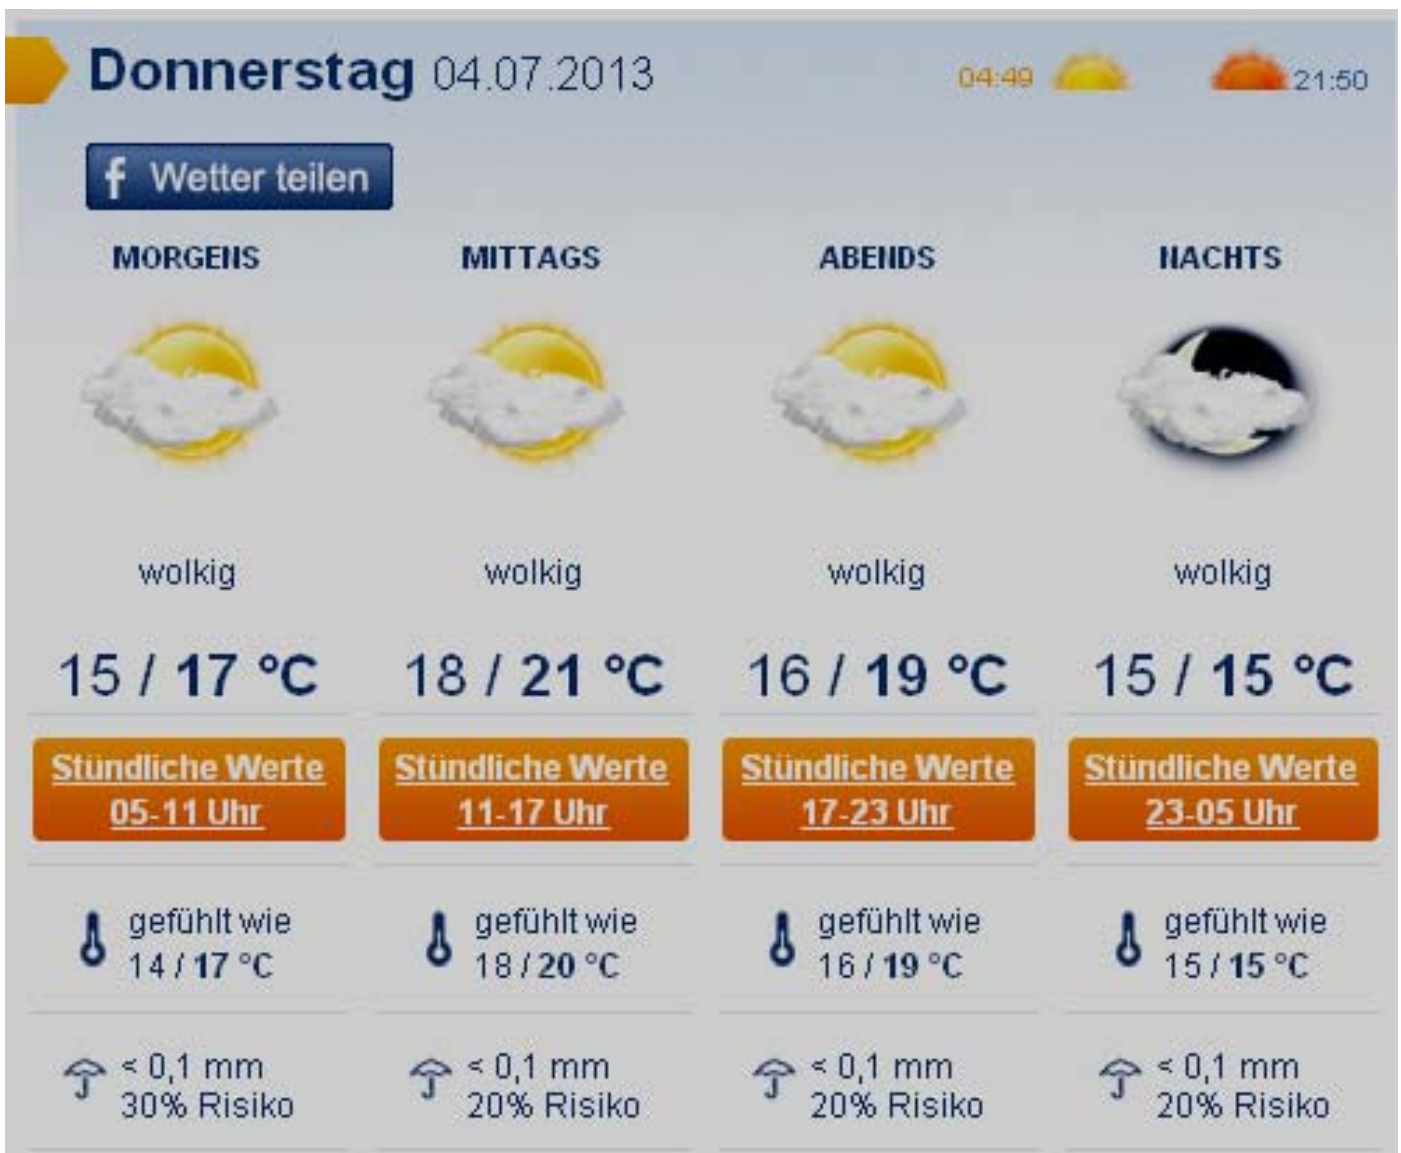 Donnerstag 04.07.2013 04:49 21:50
f Wetter teilen
MORGENS MITTAGS ABENDS NACHTS
wolkig wolkig wolkig wolkig
15 / 17 °C 18 / 21 °C 16 / 19 °C 15 / 15 °C
Stündliche Werte Stündliche Werte Stündliche Werte Stündliche Werte
05-11 Uhr 11-17 Uhr 17-23 Uhr 23-05 Uhr
gefühlt wie gefühlt wie gefühlt wie gefühlt wie
14 / 17 °C 18 / 20 °C 16 / 19 °C 15 / 15 °C
< 0,1 mm < 0,1 mm < 0,1 mm < 0,1 mm
30% Risiko 20% Risiko 20% Risiko 20% Risiko